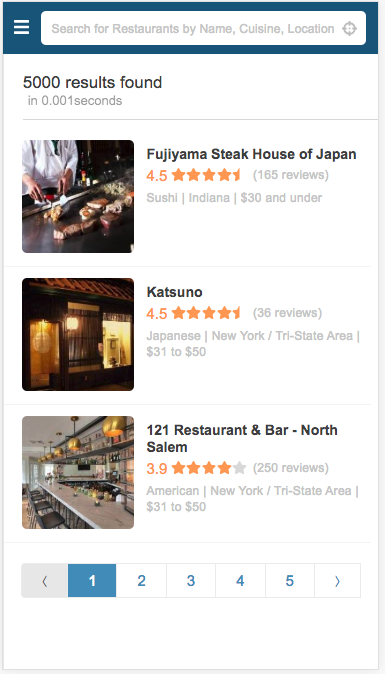 Search for Restaurants by Name, Cuisine, Location
5000 results found
in 0.001seconds
Fujiyama Steak House of Japan
4.5 (165 reviews)
Sushi | Indiana | $30 and under
Katsuno
4.5 (36 reviews)
Japanese | New York / Tri-State Area |
$31 to $50
121 Restaurant & Bar - North
Salem
3.9 (250 reviews)
American | New York / Tri-State Area |
$31 to $50
‹ 1 2 3 4 5 ›